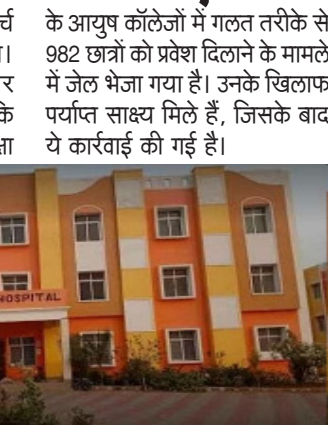 र्च
।
र
के
क्षा
के आयुष कॉलेजों में गलत तरीके से
982 छात्रों को प्रवेश दिलाने के मामले
में जेल भेजा गया है। उनके खिलाफ
पर्याप्त साक्ष्य मिले हैं, जिसके बाद
ये कार्रवाई की गई है।
HOSPITAL